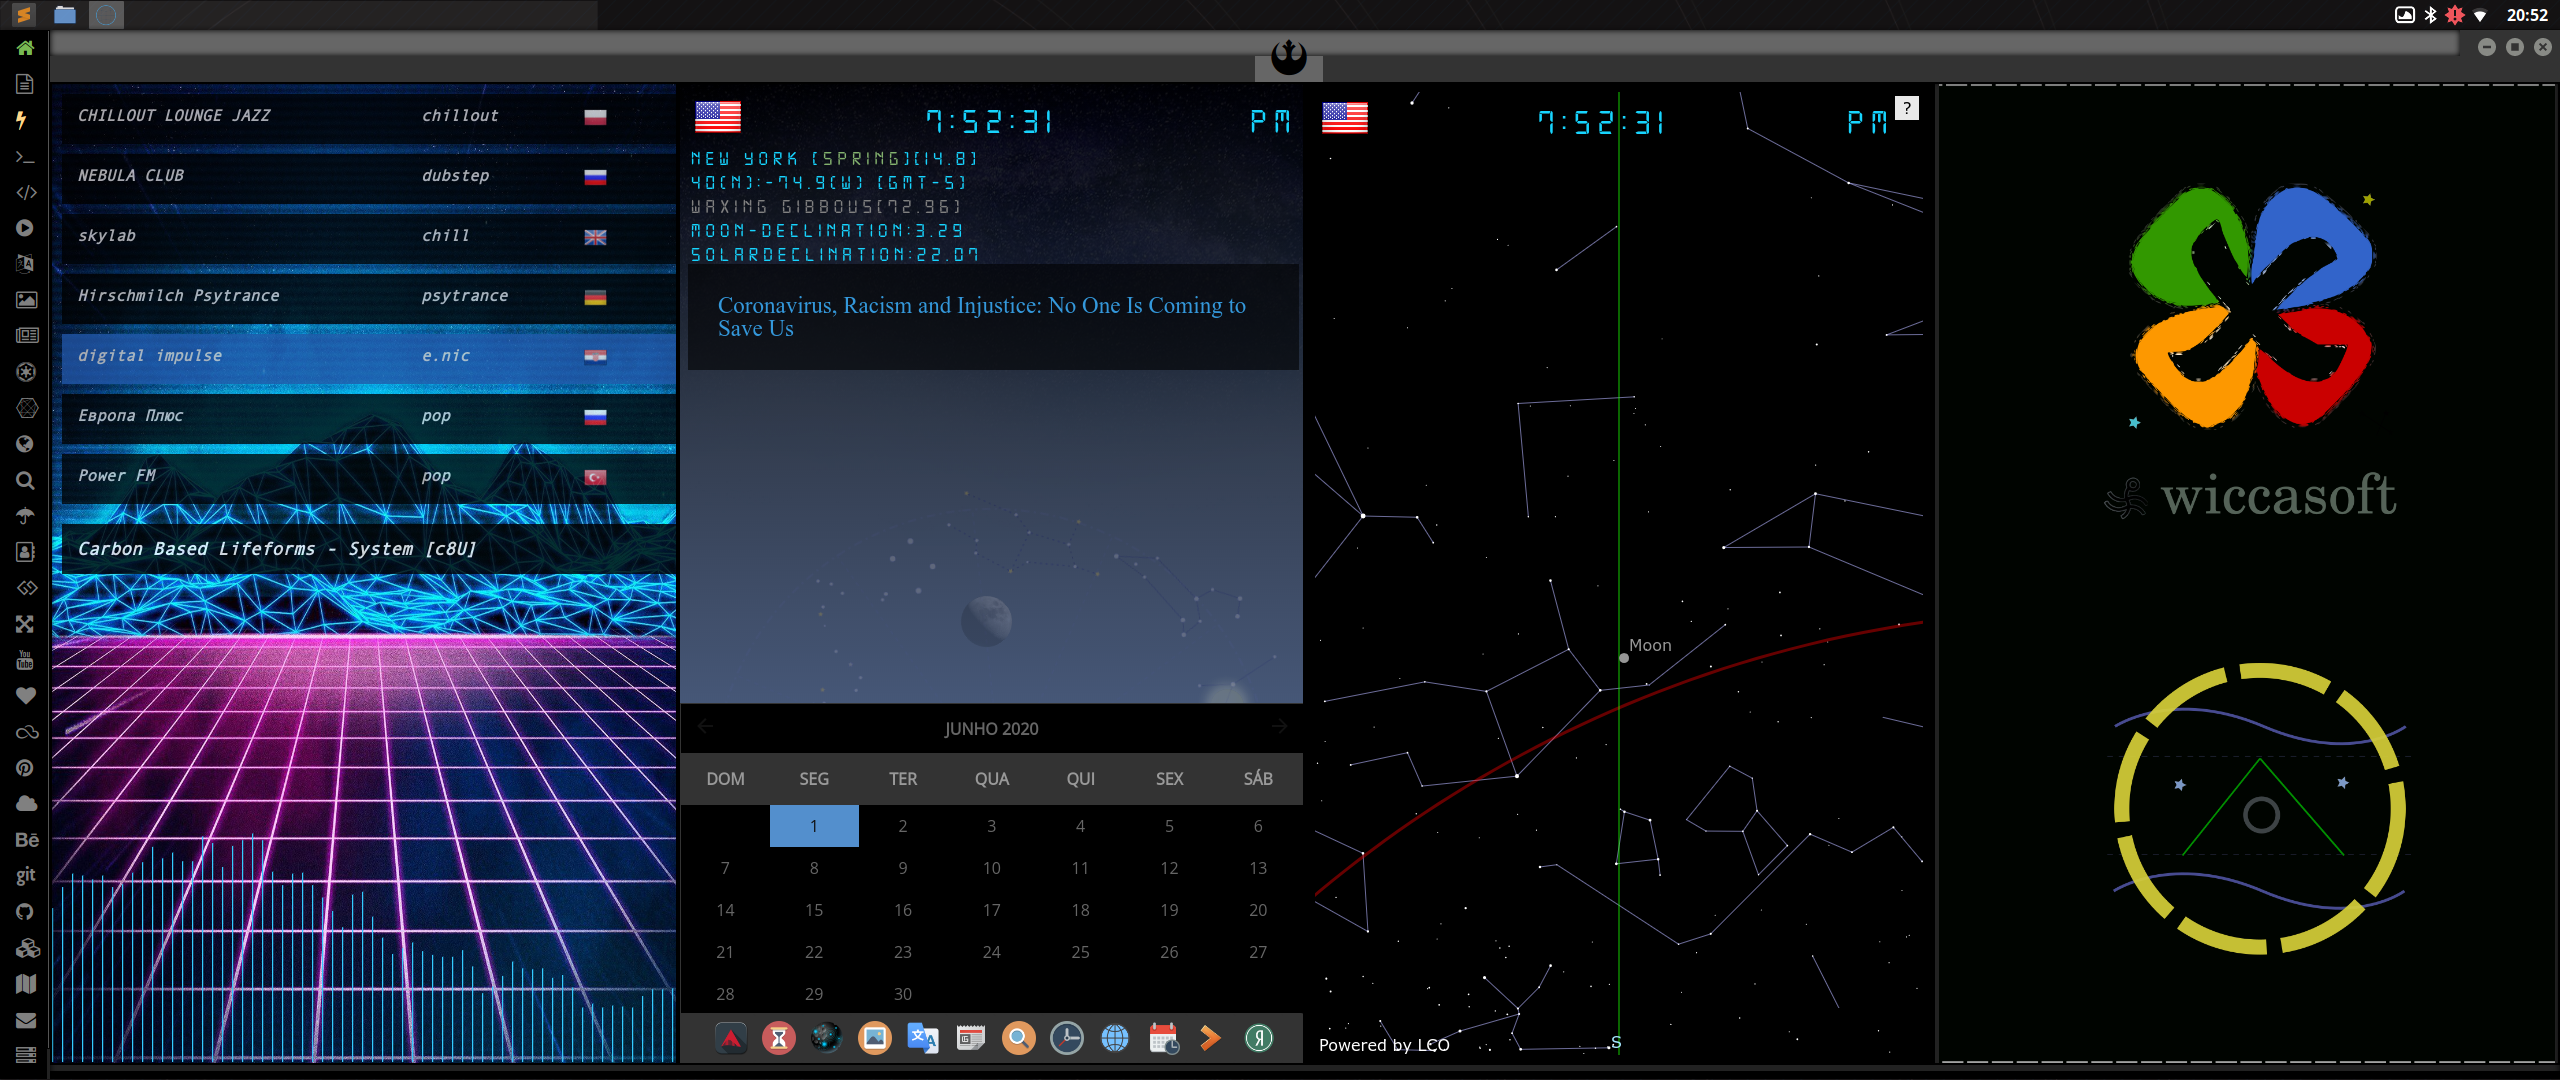 20:52
CHILLOUT LOUNGE JAZZ chillout
NEBULA CLUB dubstep
skylab chill
Hirschmilch Psytrance psytrance
digital impulse e.nic
Европа Плюс pop
Power FM pop
Carbon Based Lifeforms - System [c8U]
You
Tube
Bē
git
7:52:31 PM
NEW YORK [SPRING][14.8]
40(N):-74.9(W) [GMT-5]
WAXING GIBBOUS[72.96]
MOON-DECLINATION:3.29
SOLARDECLINATION:22.07
Coronavirus, Racism and Injustice: No One Is Coming to
Save Us
JUNHO 2020
DOM SEG TER QUA QUI SEX SÁB
1 2 3 4 5 6
7 8 9 10 11 12 13
14 15 16 17 18 19 20
21 22 23 24 25 26 27
28 29 30
7:52:31 PM
?
Moon
S
Powered by LCO
wiccasoft